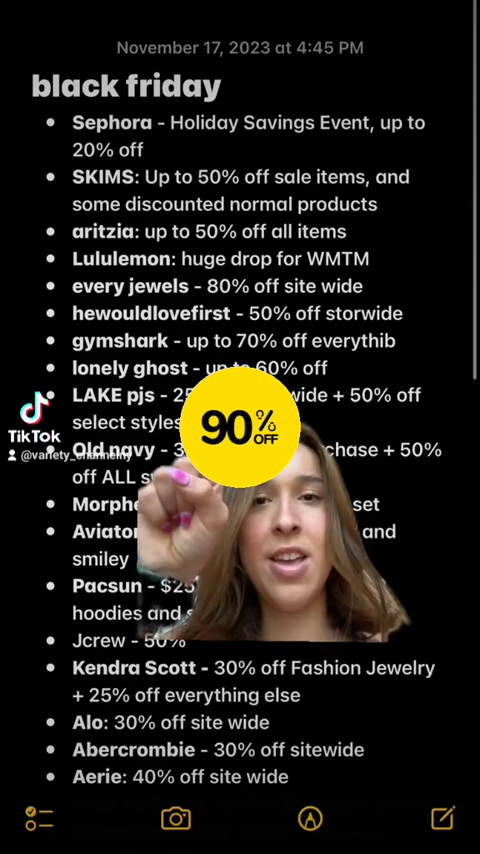 November 17, 2023 at 4:45 PM
black friday
Sephora - Holiday Savings Event, up to
20% off
SKIMS: Up to 50% off sale items, and
some discounted normal products
aritzia: up to 50% off all items
Lululemon: huge drop for WMTM
every jewels - 80% off site wide
hewouldlovefirst - 50% off storwide
gymshark - up to 70% off everythib
lonely ghost - up to 60% off
LAKE pjs - 25 wide + 50% off
select styles
90% OFF
TikTok
Old navy - 3 chase + 50%
@variety_channelny
off ALL
Morphe set
Aviator and
smiley
Pacsun - $25
hoodies and
Jcrew - 50%
Kendra Scott - 30% off Fashion Jewelry
+ 25% off everything else
Alo: 30% off site wide
Abercrombie - 30% off sitewide
Aerie: 40% off site wide